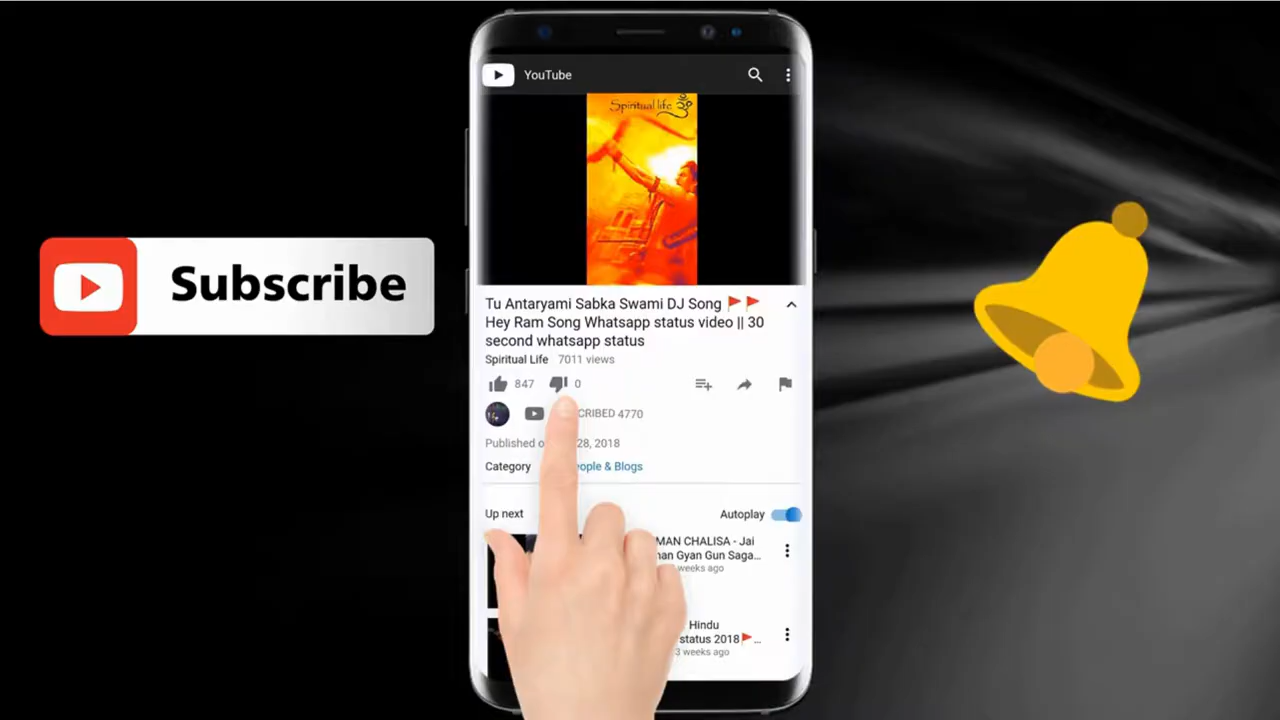 YouTube
Spiritual life ॐ
Subscribe
Tu Antaryami Sabka Swami DJ Song 🚩🚩
Hey Ram Song Whatsapp status video || 30
second whatsapp status
Spiritual Life 7011 views
847 0
CRIBED 4770
Published o 28, 2018
Category eople & Blogs
Up next Autoplay
MAN CHALISA - Jai
an Gyan Gun Saga...
weeks ago
Hindu
status 2018🚩...
3 weeks ago